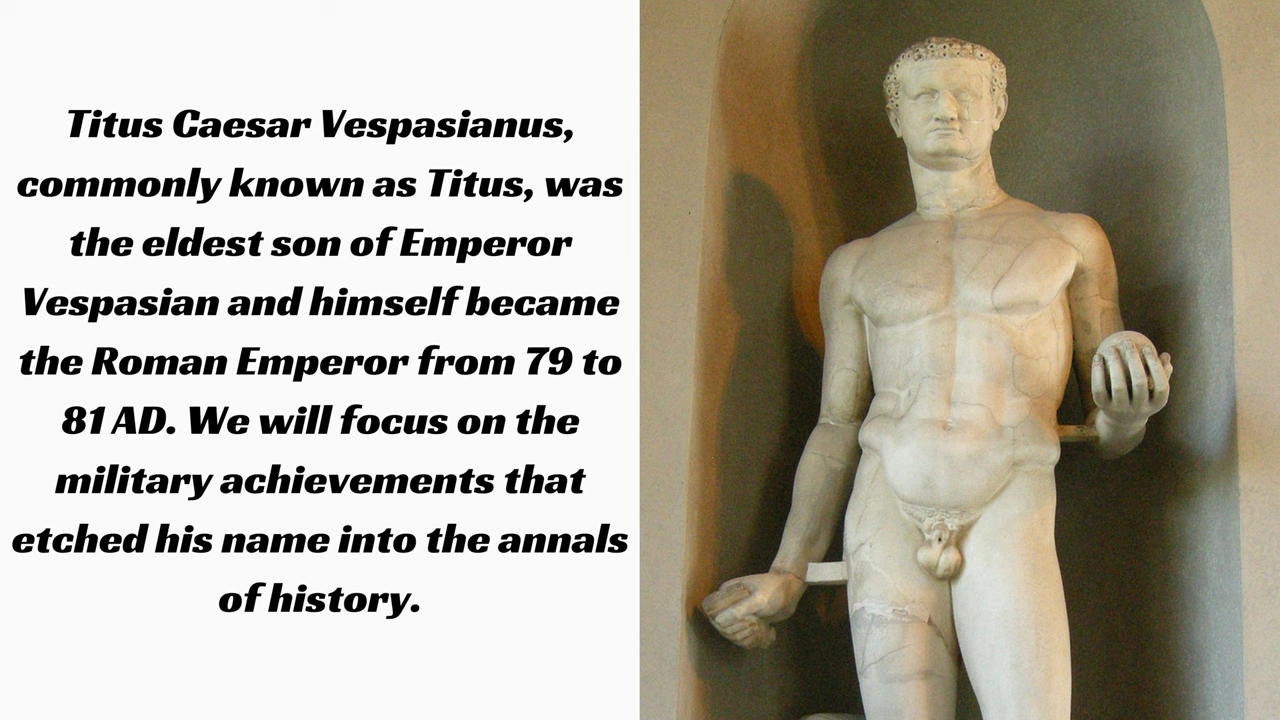 Titus Caesar Vespasianus,
commonly known as Titus, was
the eldest son of Emperor
Vespasian and himself became
the Roman Emperor from 79 to
81 AD. We will focus on the
military achievements that
etched his name into the annals
of history.